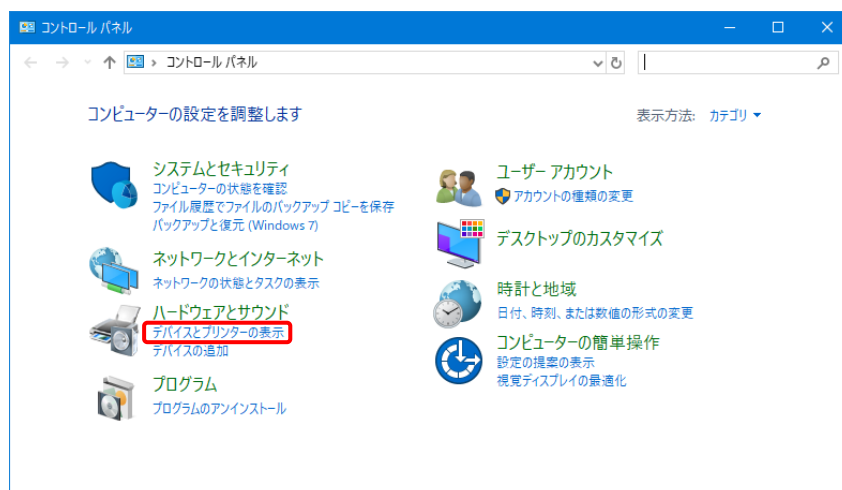 コントロール パネル
コントロール パネル
コンピューターの設定を調整します
表示方法: カテゴリ
システムとセキュリティ
コンピューターの状態を確認
ファイル履歴でファイルのバックアップ コピーを保存
バックアップと復元 (Windows 7)
ネットワークとインターネット
ネットワークの状態とタスクの表示
ハードウェアとサウンド
デバイスとプリンターの表示
デバイスの追加
プログラム
プログラムのアンインストール
ユーザー アカウント
アカウントの種類の変更
デスクトップのカスタマイズ
時計と地域
日付、時刻、または数値の形式の変更
コンピューターの簡単操作
設定の提案の表示
視覚ディスプレイの最適化